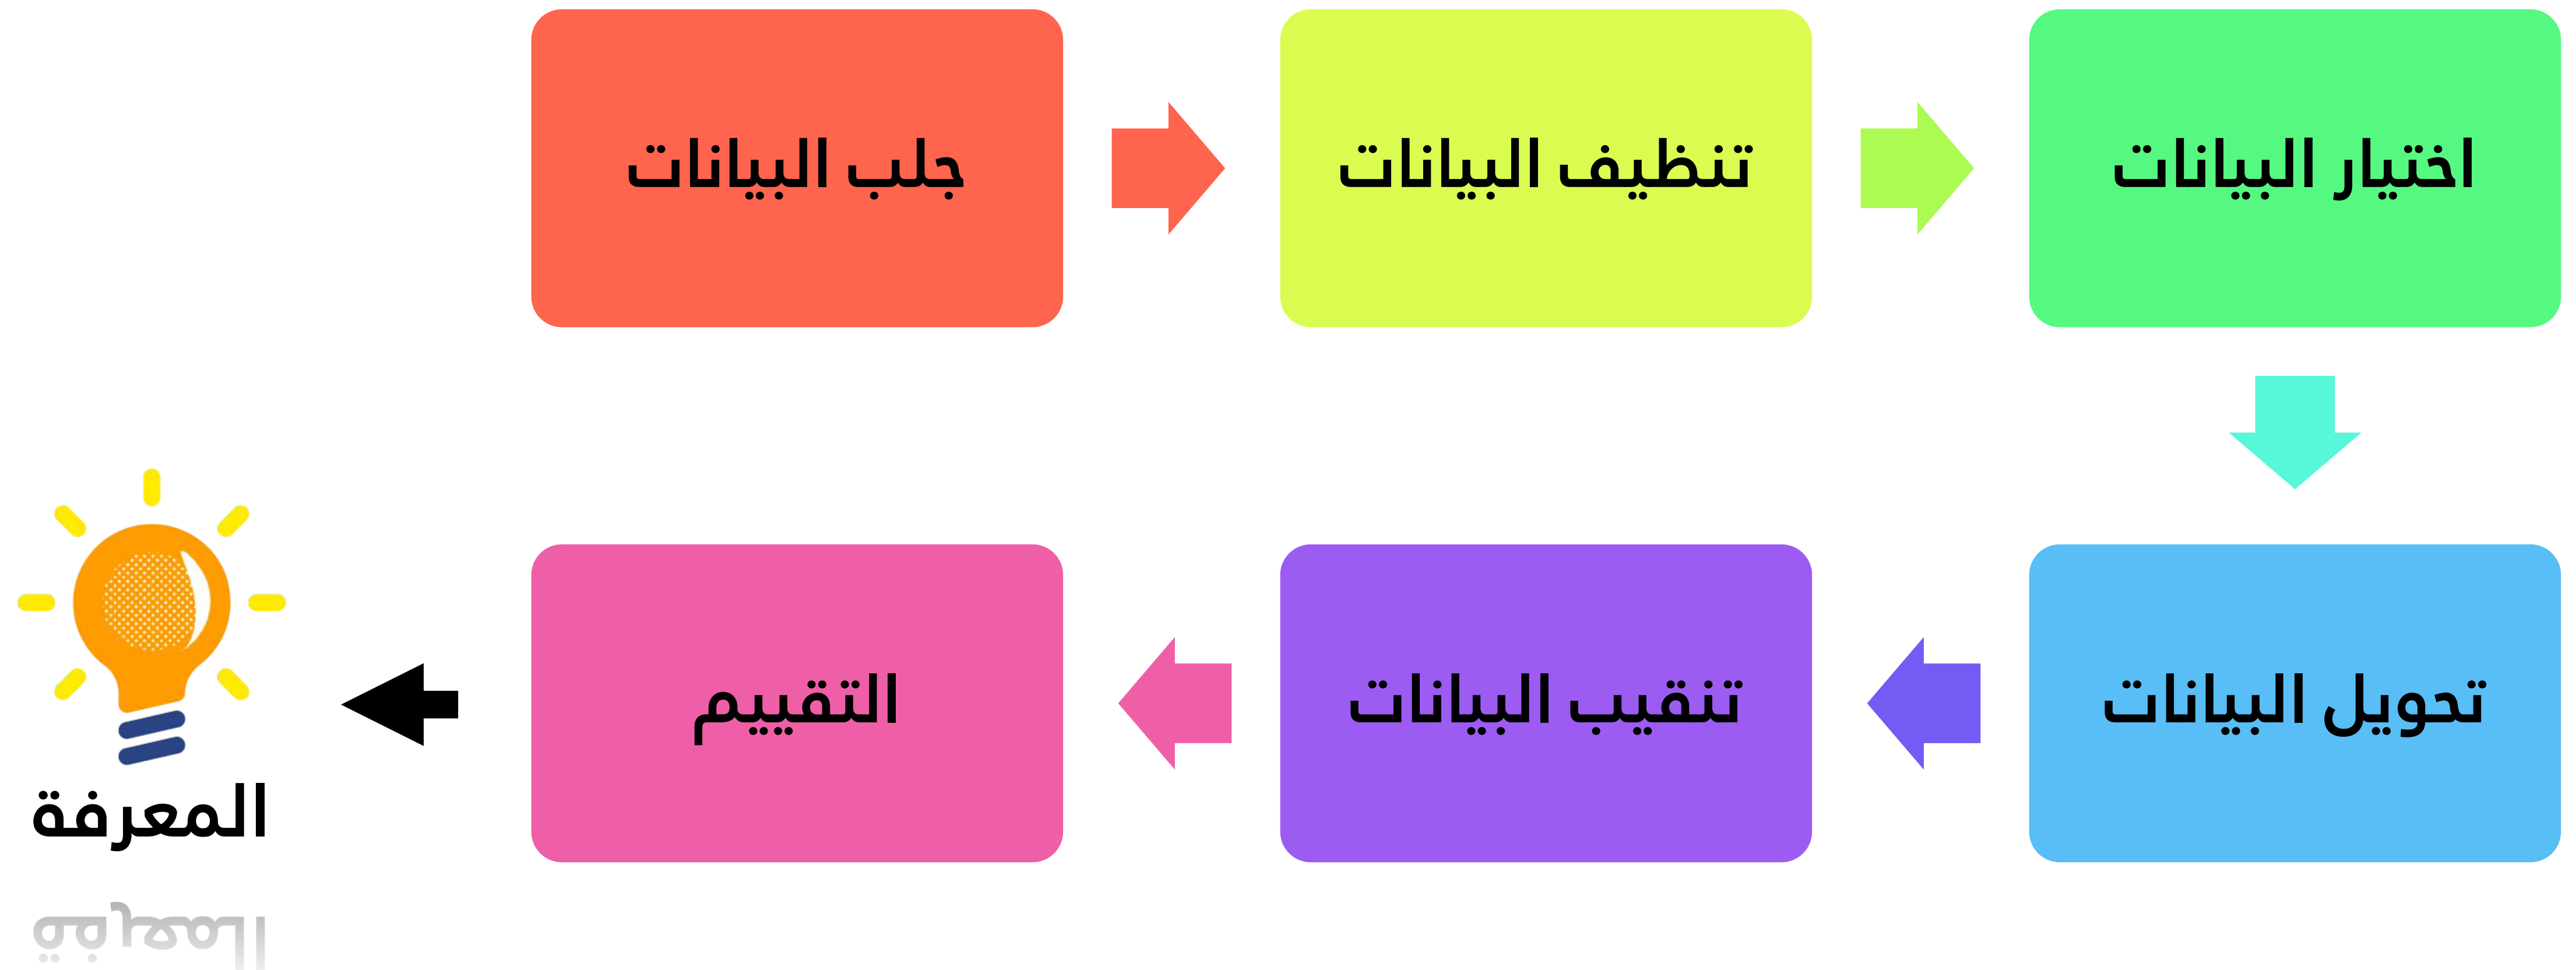 جلب البيانات
تنظيف البيانات
اختيار البيانات
تحويل البيانات
تنقيب البيانات
التقييم
المعرفة